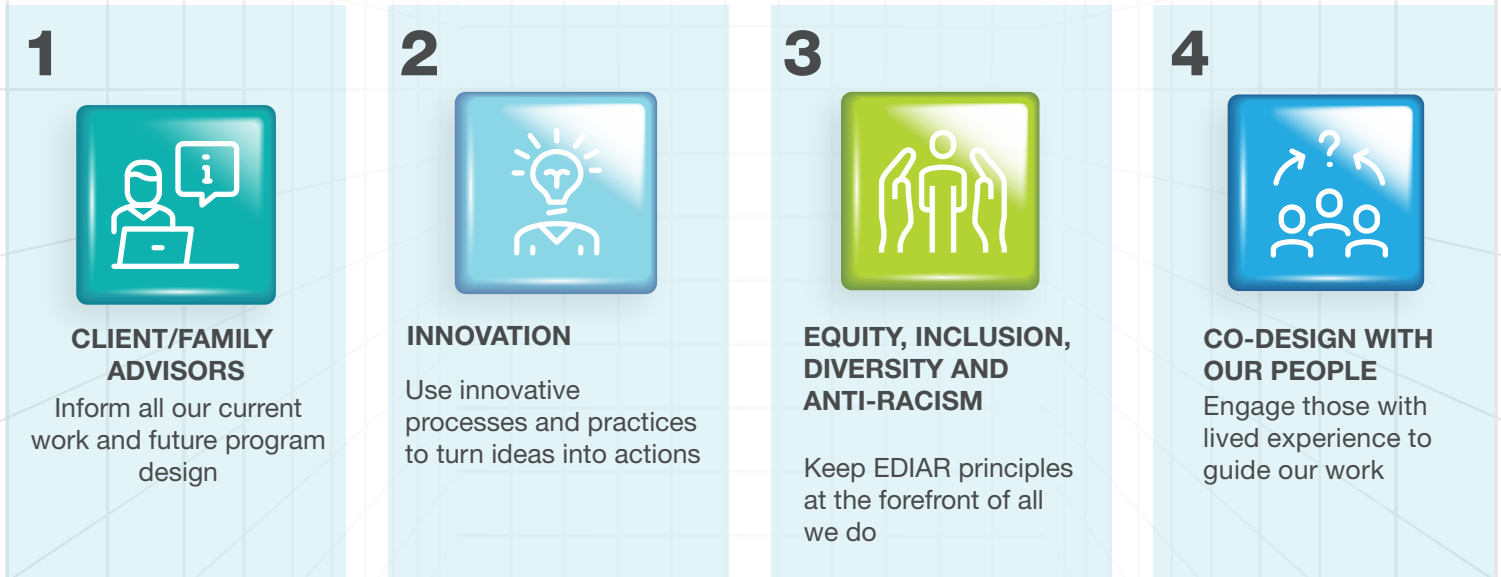 1
CLIENT/FAMILY
ADVISORS
Inform all our current
work and future program
design
2
INNOVATION
Use innovative
processes and practices
to turn ideas into actions
3
EQUITY, INCLUSION,
DIVERSITY AND
ANTI-RACISM
Keep EDIAR principles
at the forefront of all
we do
4
?
CO-DESIGN WITH
OUR PEOPLE
Engage those with
lived experience to
guide our work